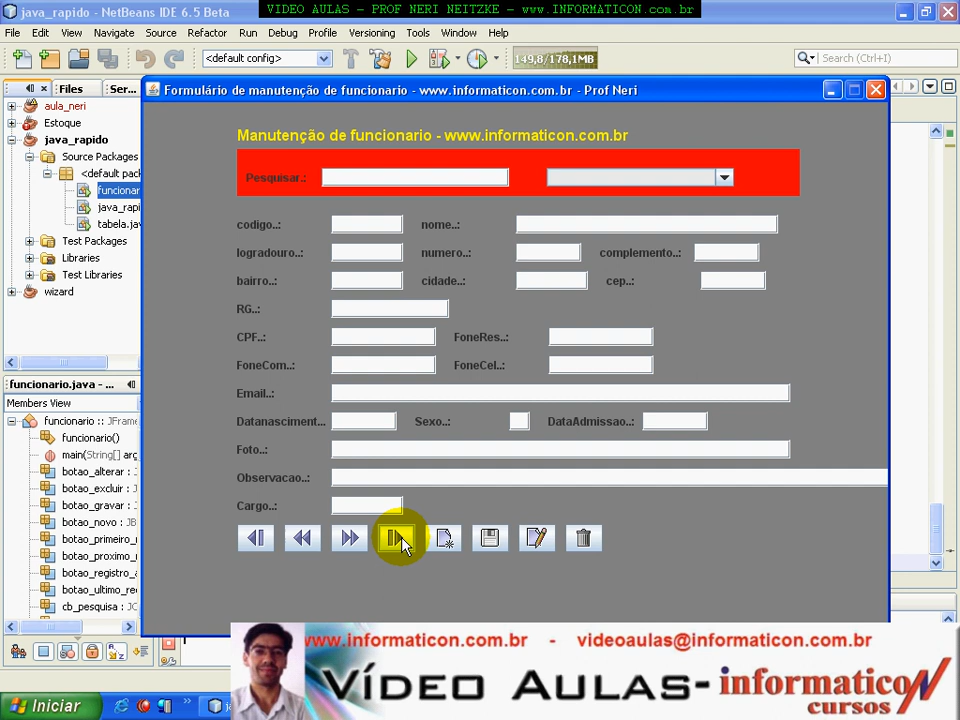 VIDEO AULAS – PROF NERI NEITZKE – www.INFORMATICON.com.br
java_rapido - NetBeans IDE 6.5 Beta
File Edit View Navigate Source Refactor Run Debug Profile Versioning Tools Window Help
<default config>
149,8/178,1MB
Search (Ctrl+I)
Files Ser...
Formulário de manutenção de funcionario - www.informaticon.com.br - Prof Neri
aula_neri
Estoque
java_rapido
Source Packages
<default pack
funcionar
java_rapi
tabela.jav
Test Packages
Libraries
Test Libraries
wizard
Manutenção de funcionario - www.informaticon.com.br
Pesquisar.:
codigo..: nome..:
logradouro..: numero..: complemento..:
bairro..: cidade..: cep..:
RG..:
CPF..: FoneRes..:
FoneCom..: FoneCel..:
Email..:
Datanasciment... Sexo..: DataAdmissao..:
Foto..:
Observacao..:
Cargo..:
funcionario.java - ...
Members View
funcionario :: JFrame
funcionario()
main(String[] arg
botao_alterar : J
botao_excluir : J
botao_gravar : J
botao_novo : JB
botao_primeiro_r
botao_proximo_r
botao_registro_a
botao_ultimo_re
cb_pesquisa : JC
www.informaticon.com.br - videoaulas@informaticon.com.br
VÍDEO AULAS- informaticon
cursos
Iniciar